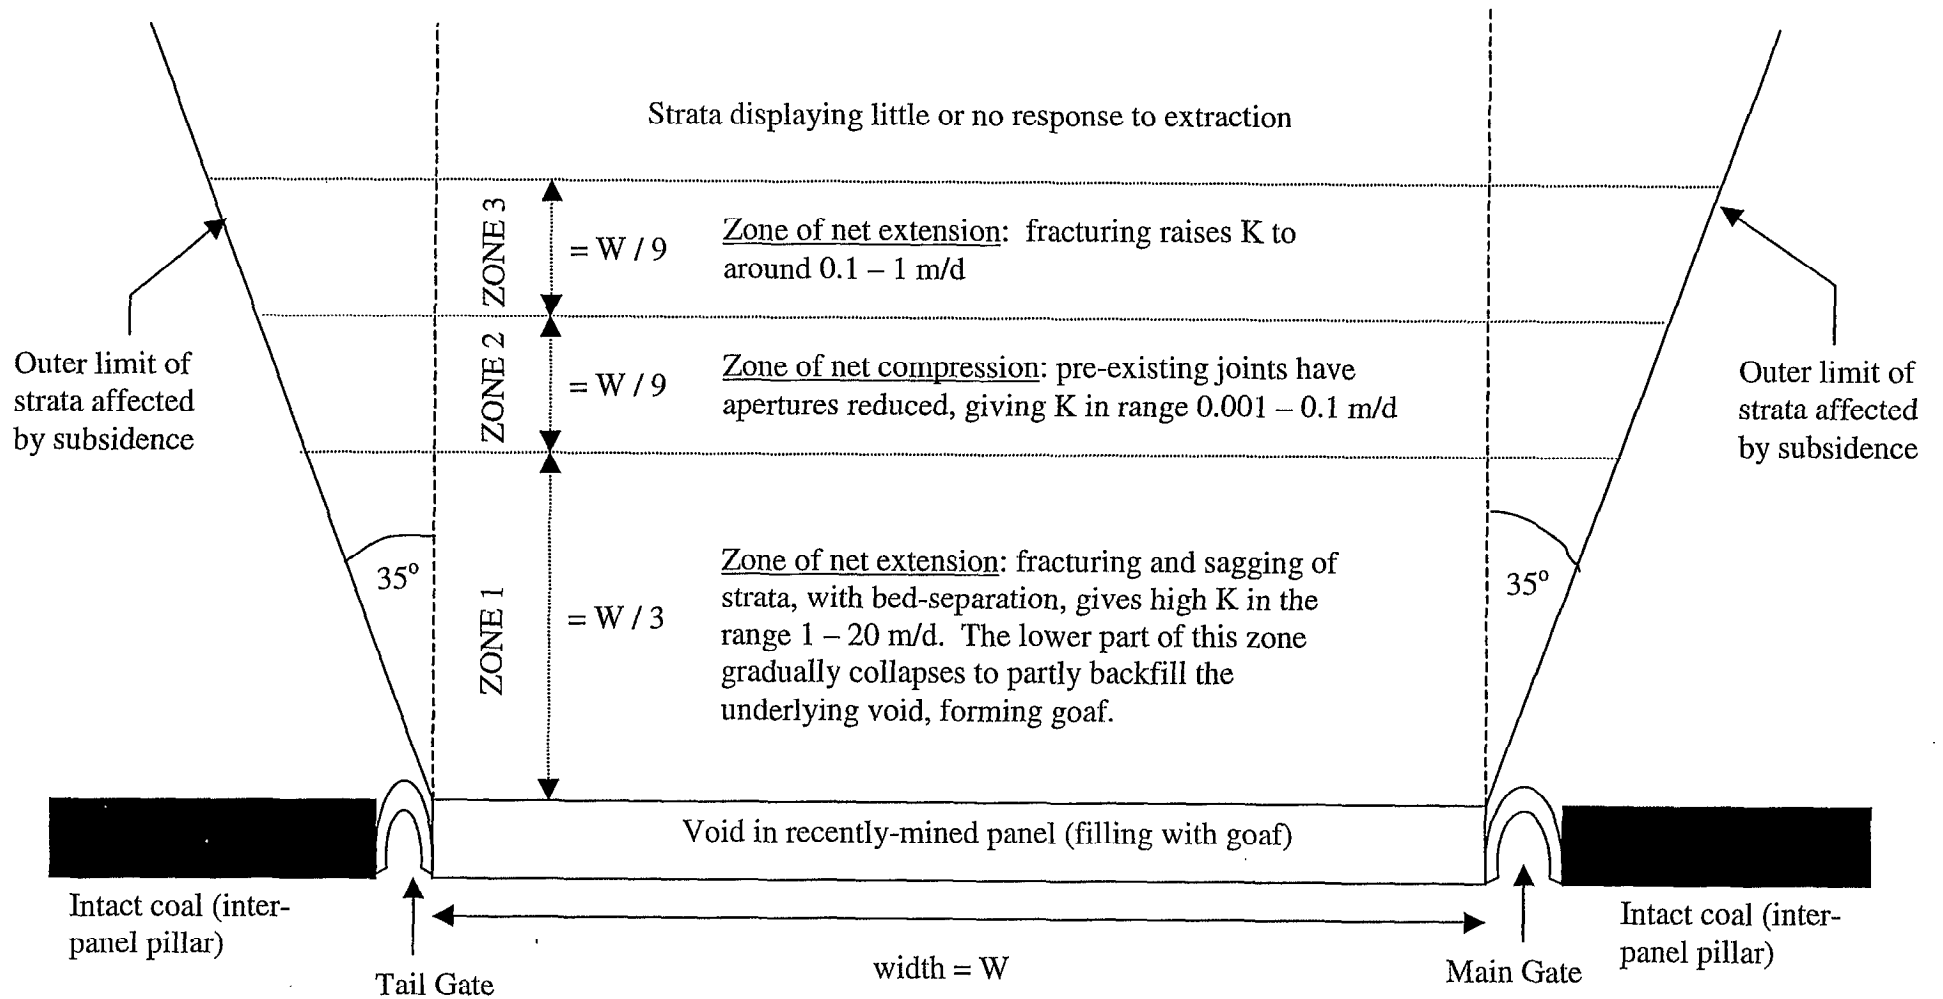 Strata displaying little or no response to extraction
ZONE 3
= W / 9
Zone of net extension: fracturing raises K to
around 0.1 – 1 m/d
ZONE 2
= W / 9
Zone of net compression: pre-existing joints have
apertures reduced, giving K in range 0.001 – 0.1 m/d
Outer limit of
strata affected
by subsidence
Outer limit of
strata affected
by subsidence
35º
ZONE 1
= W / 3
Zone of net extension: fracturing and sagging of
strata, with bed-separation, gives high K in the
range 1 – 20 m/d. The lower part of this zone
gradually collapses to partly backfill the
underlying void, forming goaf.
35º
Void in recently-mined panel (filling with goaf)
Intact coal (inter-
panel pillar)
Tail Gate
width = W
Main Gate
Intact coal (inter-
panel pillar)